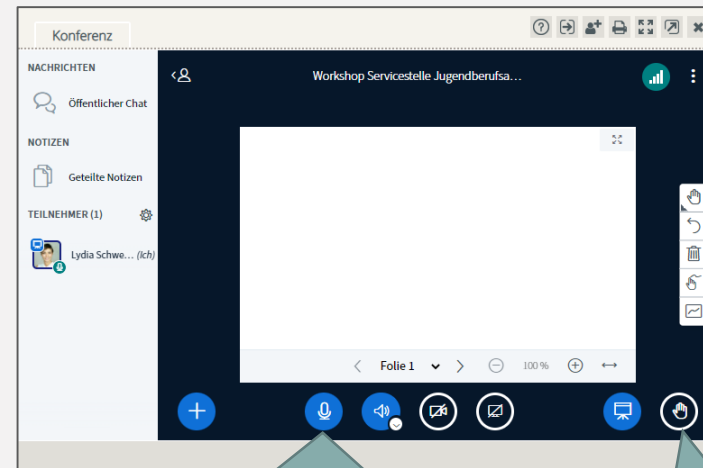 Konferenz
NACHRICHTEN
Öffentlicher Chat
NOTIZEN
Geteilte Notizen
TEILNEHMER (1)
Lydia Schwe... (Ich)
Workshop Servicestelle Jugendberufsa...
Folie 1
100 %